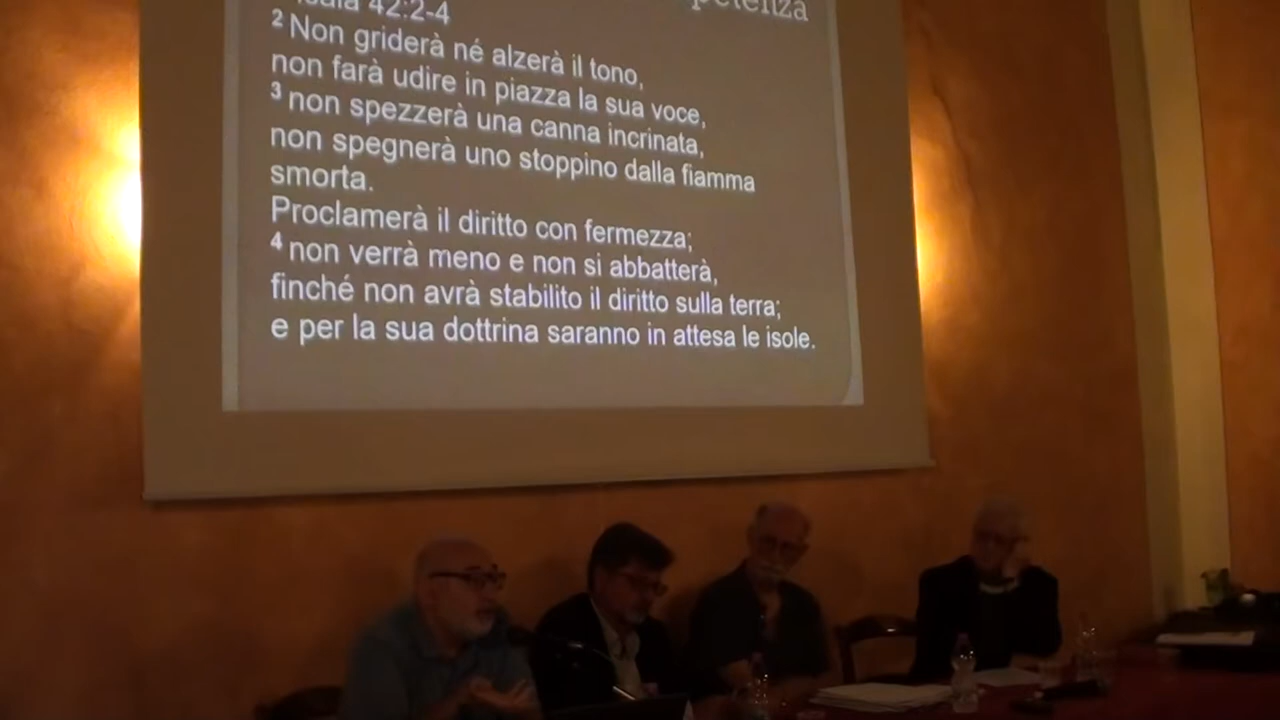 42:2-4
² Non griderà né alzerà il tono,
non farà udire in piazza la sua voce,
³ non spezzerà una canna incrinata,
non spegnerà uno stoppino dalla fiamma
smorta.
Proclamerà il diritto con fermezza;
⁴ non verrà meno e non si abbatterà,
finché non avrà stabilito il diritto sulla terra;
e per la sua dottrina saranno in attesa le isole.